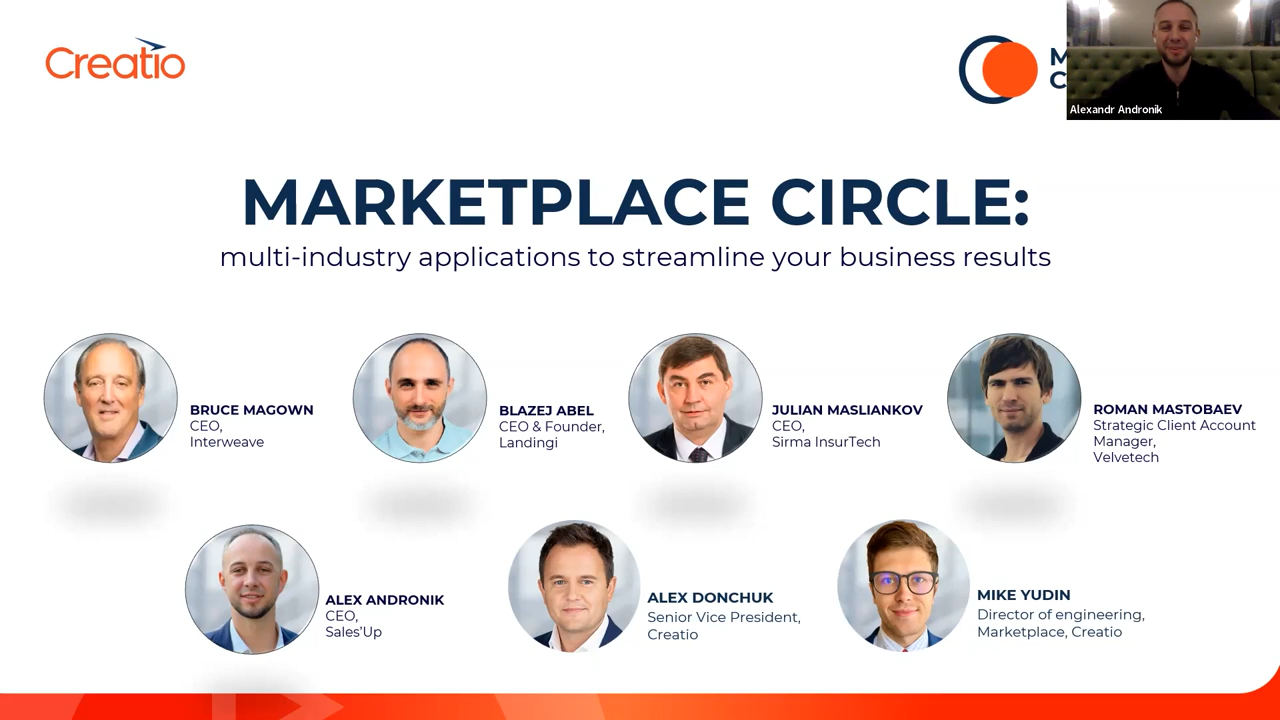 Creatio
M
C
Alexandr Andronik
MARKETPLACE CIRCLE:
multi-industry applications to streamline your business results
BRUCE MAGOWN
CEO,
Interweave
BLAZEJ ABEL
CEO & Founder,
Landingi
JULIAN MASLIANKOV
CEO,
Sirma InsurTech
ROMAN MASTOBAEV
Strategic Client Account
Manager,
Velvetech
ALEX ANDRONIK
CEO,
Sales'Up
ALEX DONCHUK
Senior Vice President,
Creatio
MIKE YUDIN
Director of engineering,
Marketplace, Creatio